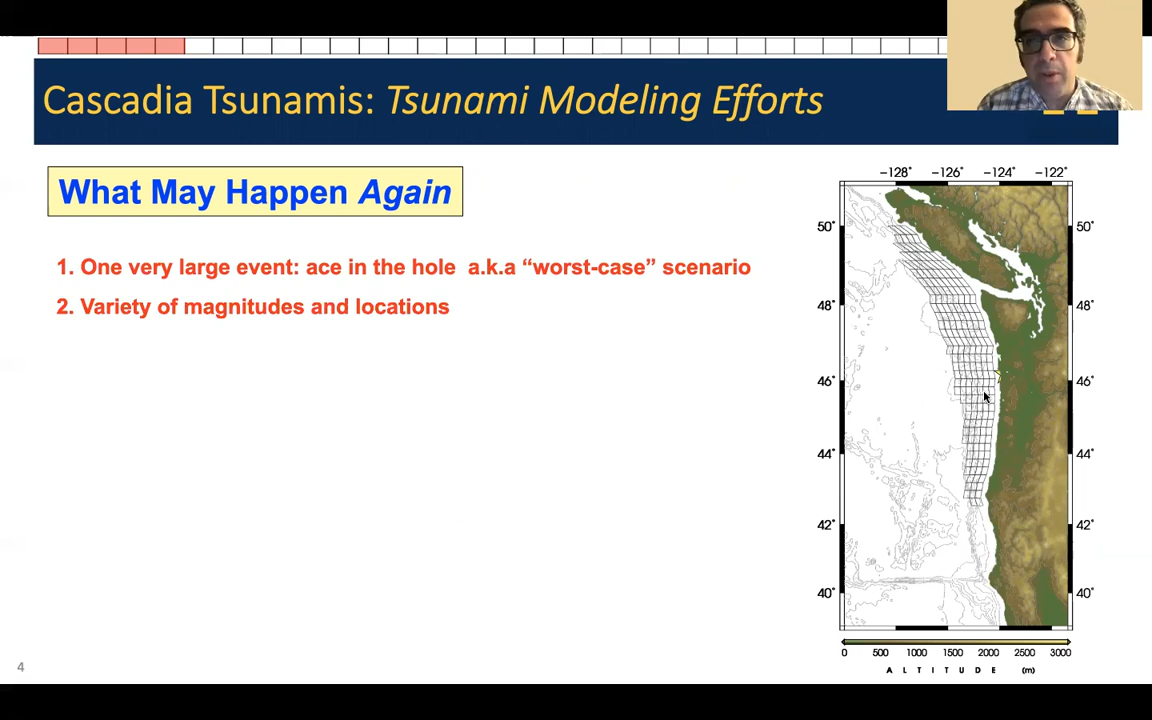 Cascadia Tsunamis: Tsunami Modeling Efforts
What May Happen Again
1. One very large event: ace in the hole a.k.a “worst-case” scenario
2. Variety of magnitudes and locations
−128° −126° −124° −122°
50° 50°
48° 48°
46° 46°
44° 44°
42° 42°
40° 40°
0 500 1000 1500 2000 2500 3000
A L T I T U D E (m)
4